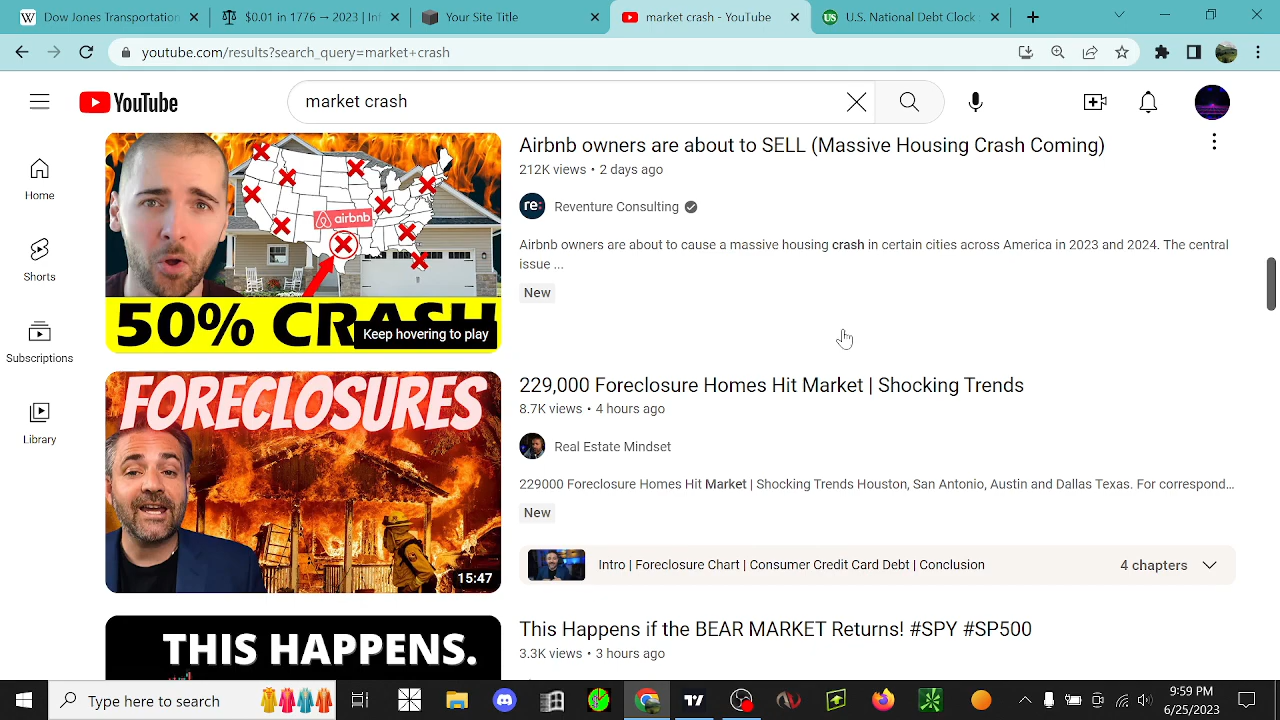 Dow Jones Transportation
$0.01 in 1776 → 2023 | Inf
Your Site Title
market crash - YouTube
U.S. National Debt Clock :
youtube.com/results?search_query=market+crash
YouTube
market crash
Home
Shorts
Subscriptions
Library
airbnb
50% CRASH
Keep hovering to play
Airbnb owners are about to SELL (Massive Housing Crash Coming)
212K views • 2 days ago
re:
Reventure Consulting
Airbnb owners are about to cause a massive housing crash in certain cities across America in 2023 and 2024. The central
issue ...
New
FORECLOSURES
15:47
229,000 Foreclosure Homes Hit Market | Shocking Trends
8.7K views • 4 hours ago
Real Estate Mindset
229000 Foreclosure Homes Hit Market | Shocking Trends Houston, San Antonio, Austin and Dallas Texas. For correspond...
New
Intro | Foreclosure Chart | Consumer Credit Card Debt | Conclusion
4 chapters
THIS HAPPENS.
This Happens if the BEAR MARKET Returns! #SPY #SP500
3.3K views • 3 hours ago
Type here to search
9:59 PM
6/25/2023